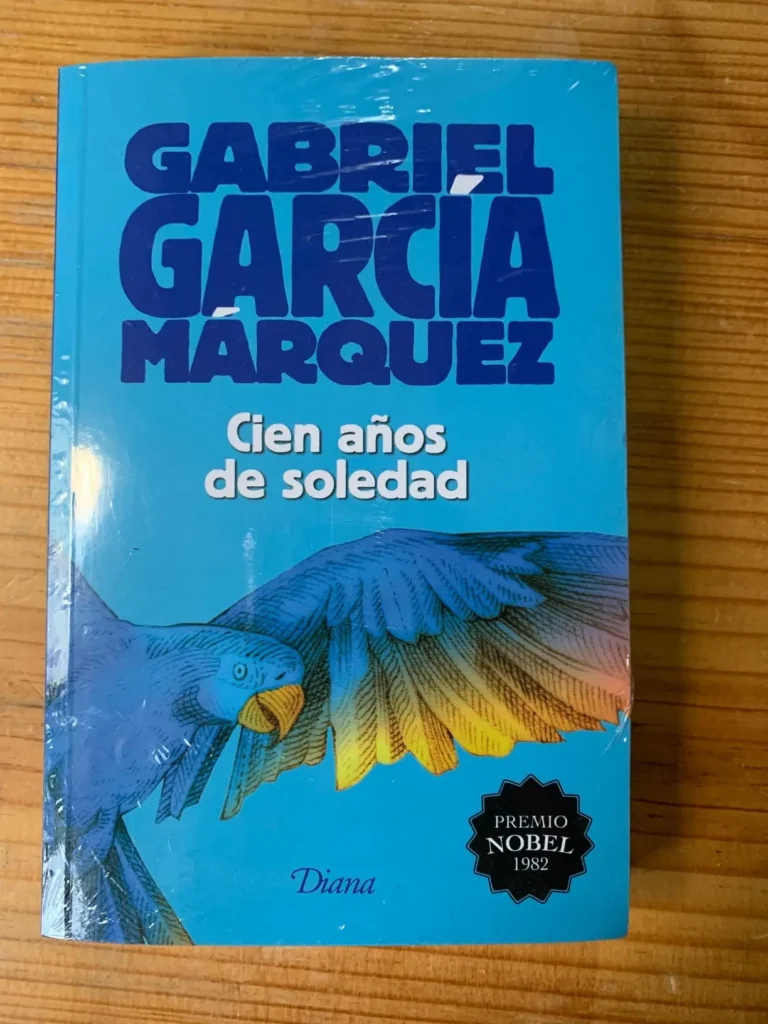 GABRIEL
GARCÍA
MÁRQUEZ
Cien años
de soledad
PREMIO
NOBEL
1982
Diana